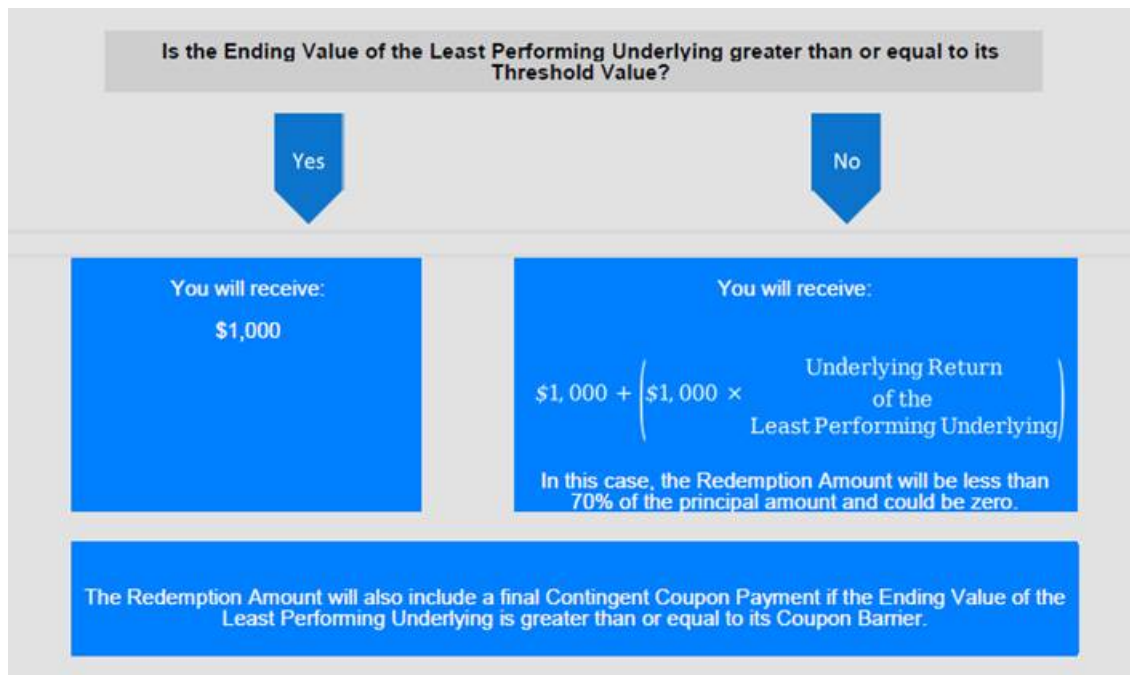 Is the Ending Value of the Least Performing Underlying greater than or equal to its
Threshold Value?
Yes
No
You will receive:
$1,000
You will receive:
$1, 000 + ($1, 000 × Underlying Return
of the
Least Performing Underlying)
In this case, the Redemption Amount will be less than
70% of the principal amount and could be zero.
The Redemption Amount will also include a final Contingent Coupon Payment if the Ending Value of the
Least Performing Underlying is greater than or equal to its Coupon Barrier.